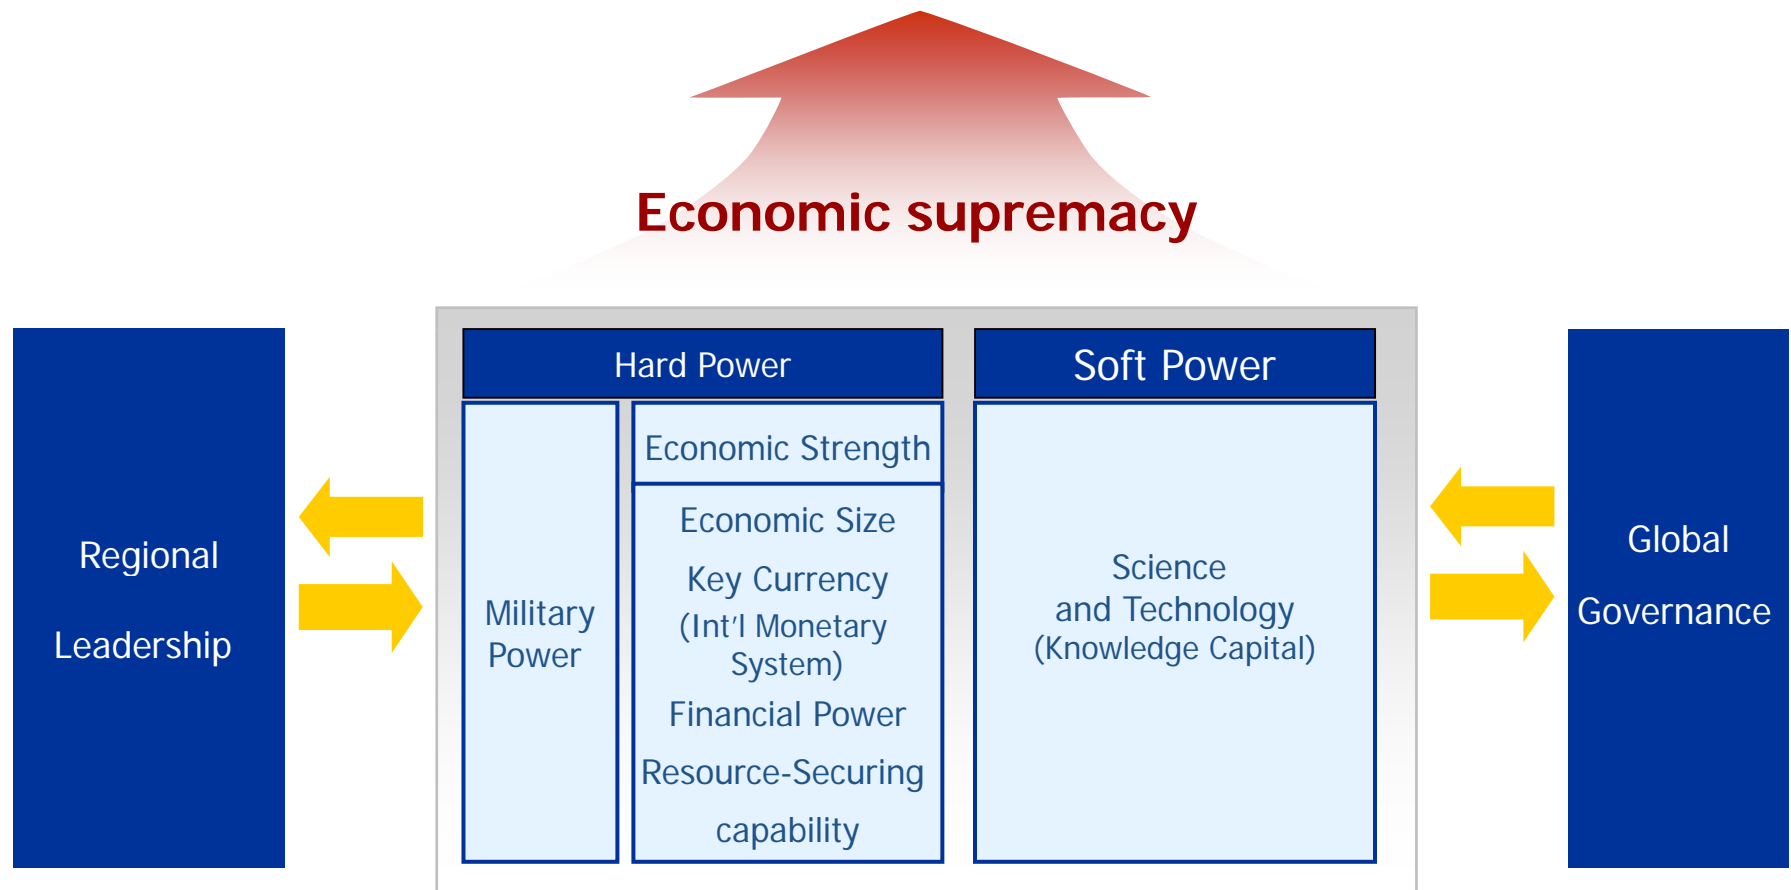 Economic supremacy
Regional
Leadership
Hard Power
Military
Power
Economic Strength
Economic Size
Key Currency
(Int'l Monetary
System)
Financial Power
Resource-Securing
capability
Soft Power
Science
and Technology
(Knowledge Capital)
Global
Governance